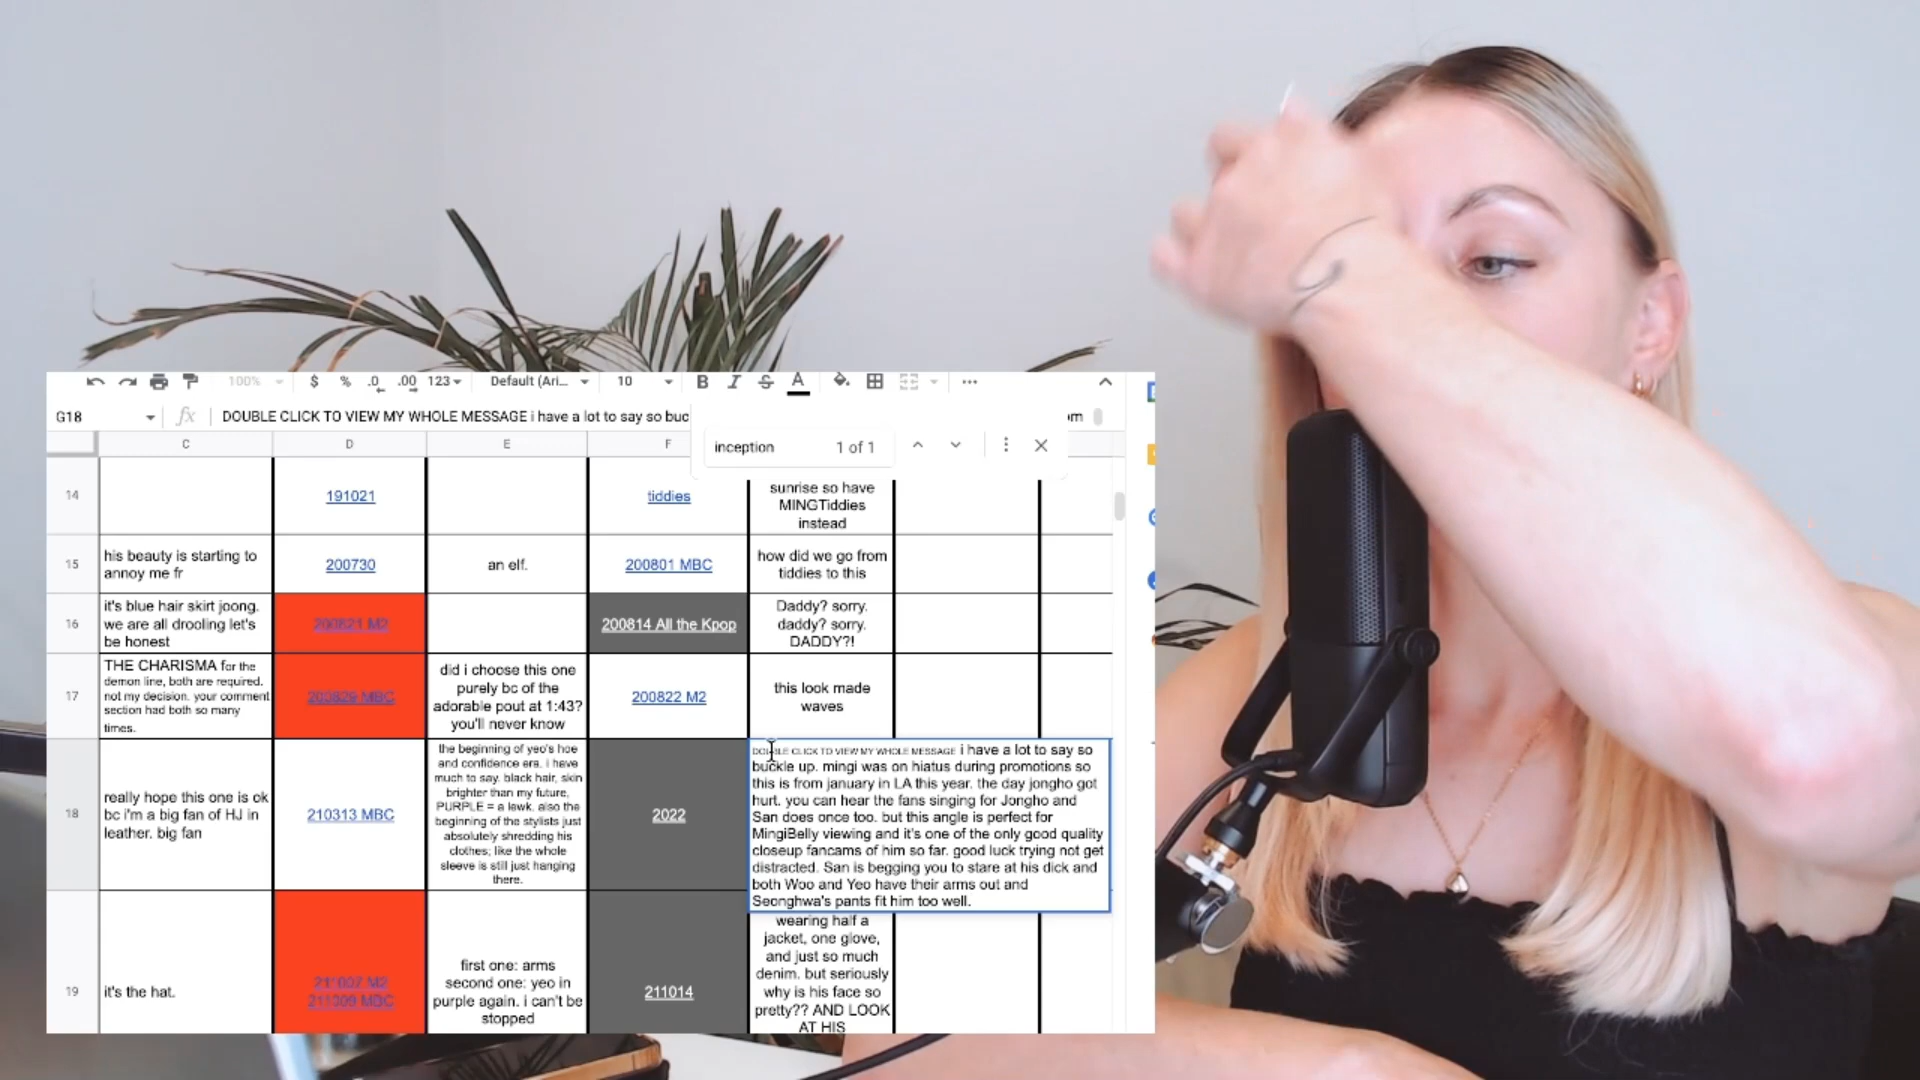 100%
$ % .0 .00 123 Default (Ari... 10 B I S A
G18 fx DOUBLE CLICK TO VIEW MY WHOLE MESSAGE i have a lot to say so buc
om
inception 1 of 1
C D E F
14
191021
tiddies
sunrise so have
MINGTiddies
instead
15
his beauty is starting to
annoy me fr
200730
an elf.
200801 MBC
how did we go from
tiddies to this
16
it's blue hair skirt joong.
we are all drooling let's
be honest
200821 M2
200814 All the Kpop
Daddy? sorry.
daddy? sorry.
DADDY?!
17
THE CHARISMA for the
demon line, both are required.
not my decision. your comment
section had both so many
times.
200829 MBC
did i choose this one
purely bc of the
adorable pout at 1:43?
you'll never know
200822 M2
this look made
waves
18
really hope this one is ok
bc i'm a big fan of HJ in
leather. big fan
210313 MBC
the beginning of yeo's hoe
and confidence era. i have
much to say. black hair, skin
brighter than my future,
PURPLE = a lewk. also the
beginning of the stylists just
absolutely shredding his
clothes; like the whole
sleeve is still just hanging
there.
2022
DOUBLE CLICK TO VIEW MY WHOLE MESSAGE i have a lot to say so
buckle up. mingi was on hiatus during promotions so
this is from january in LA this year. the day jongho got
hurt. you can hear the fans singing for Jongho and
San does once too. but this angle is perfect for
MingiBelly viewing and it's one of the only good quality
closeup fancams of him so far. good luck trying not get
distracted. San is begging you to stare at his dick and
both Woo and Yeo have their arms out and
Seonghwa's pants fit him too well.
19
it's the hat.
211007 M2
211009 MBC
first one: arms
second one: yeo in
purple again. i can't be
stopped
211014
wearing half a
jacket, one glove,
and just so much
denim. but seriously
why is his face so
pretty?? AND LOOK
AT HIS